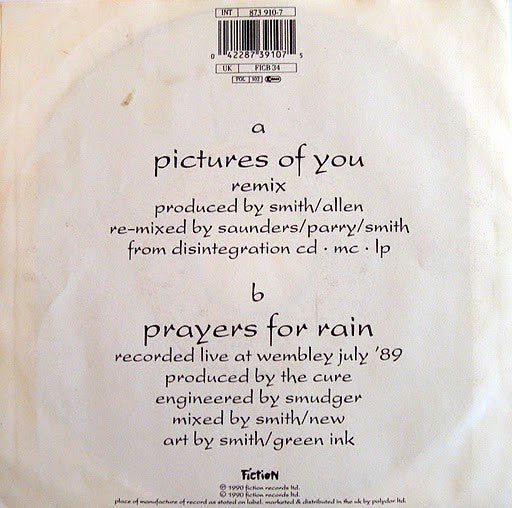 INT 873 910-7
0 42287 39107 5
UK FICB 34
POL 102
a
pictures of you
remix
produced by smith/allen
re-mixed by saunders/parry/smith
from disintegration cd · mc · lp
b
prayers for rain
recorded live at wembley july '89
produced by the cure
engineered by smudger
mixed by smith/new
art by smith/green ink
Fiction
℗ 1990 fiction records ltd.
© 1990 fiction records ltd.
place of manufacture of record as stated on label. marketed & distributed in the uk by polydor ltd.